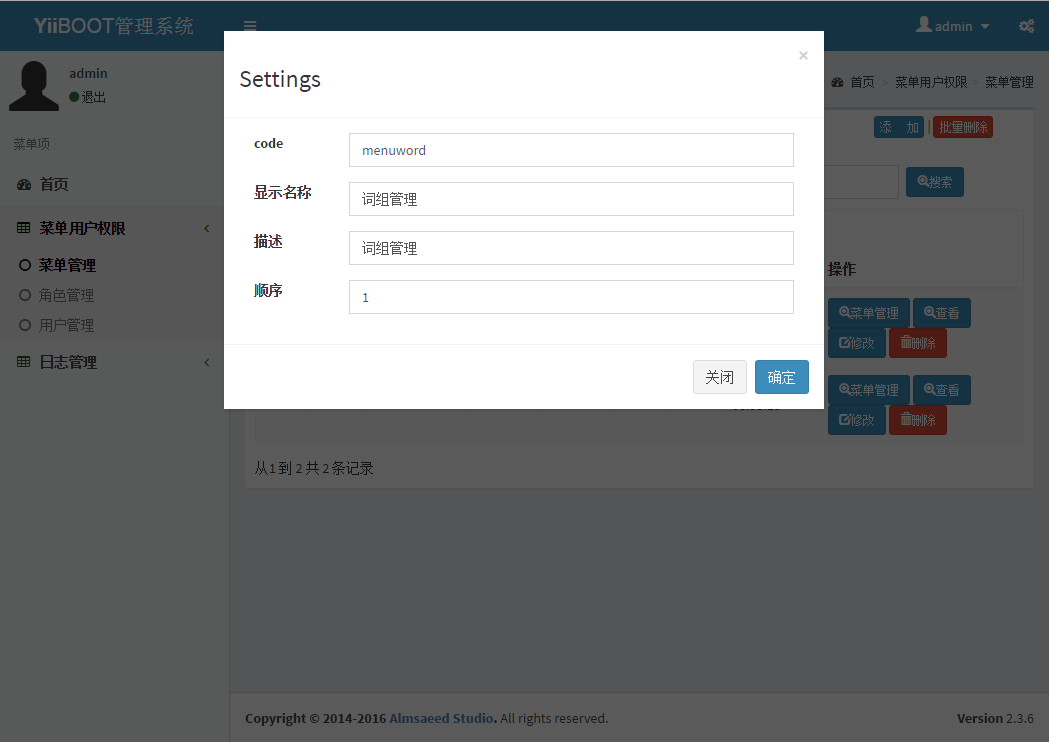 YiiBOOT管理系统
admin
admin
退出
首页 > 菜单用户权限 > 菜单管理
菜单项
首页
菜单用户权限
菜单管理
角色管理
用户管理
日志管理
×
Settings
code
menuword
显示名称
词组管理
描述
词组管理
顺序
1
关闭
确定
添 加 | 批量删除
搜索
操作
菜单管理 查看
修改 删除
菜单管理 查看
修改 删除
从1 到 2 共 2 条记录
Copyright © 2014-2016 Almsaeed Studio. All rights reserved.
Version 2.3.6